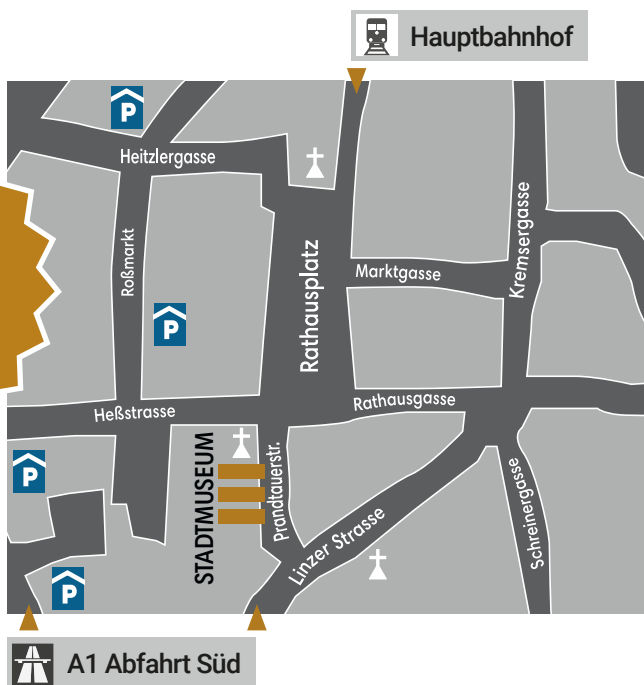 Hauptbahnhof
P
Heitzlergasse
Roßmarkt
Rathausplatz
Kremsergasse
Marktgasse
P
Rathausgasse
Heßstrasse
STADTMUSEUM
Prandtauerstr.
P
Linzer Strasse
Schreinergasse
P
A1 Abfahrt Süd